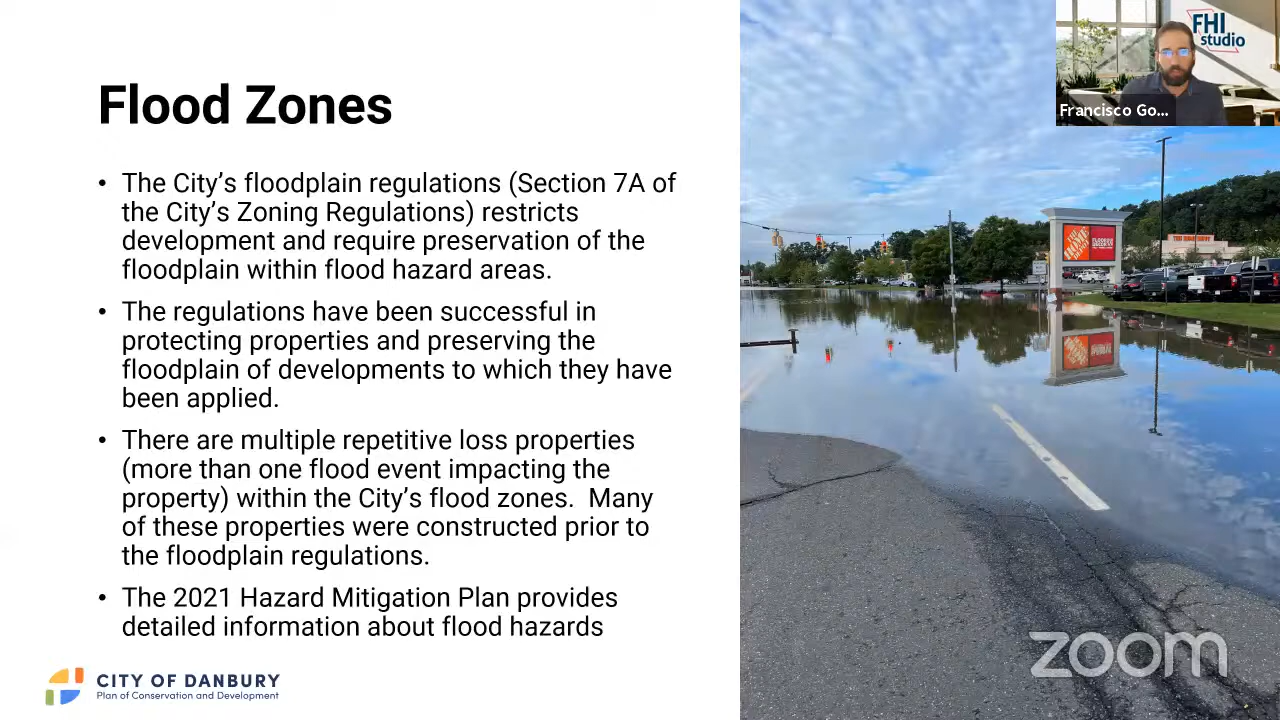 Flood Zones
• The City's floodplain regulations (Section 7A of
the City's Zoning Regulations) restricts
development and require preservation of the
floodplain within flood hazard areas.
• The regulations have been successful in
protecting properties and preserving the
floodplain of developments to which they have
been applied.
• There are multiple repetitive loss properties
(more than one flood event impacting the
property) within the City's flood zones.  Many
of these properties were constructed prior to
the floodplain regulations.
• The 2021 Hazard Mitigation Plan provides
detailed information about flood hazards
CITY OF DANBURY
Plan of Conservation and Development
FHI
studio
Francisco Go...
zoom